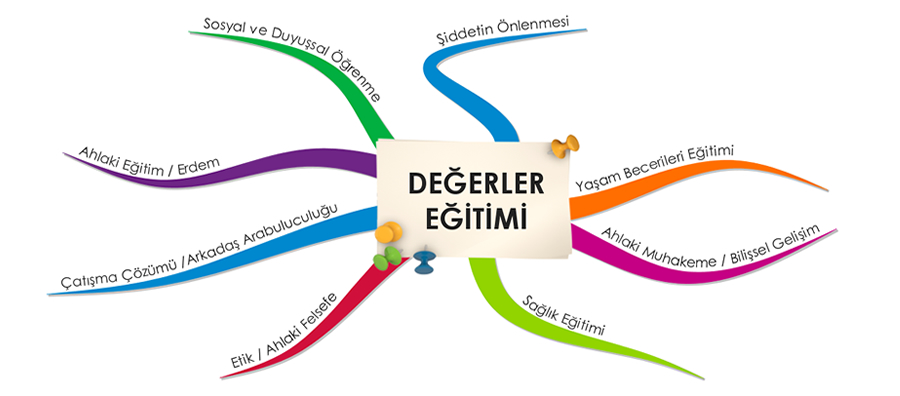 Sosyal ve Duyuşsal Öğrenme
Şiddetin Önlenmesi
Ahlaki Eğitim / Erdem
Yaşam Becerileri Eğitimi
DEĞERLER
EĞİTİMİ
Çatışma Çözümü /Arkadaş Arabuluculuğu
Ahlaki Muhakeme / Bilişsel Gelişim
Etik / Ahlaki Felsefe
Sağlık Eğitimi